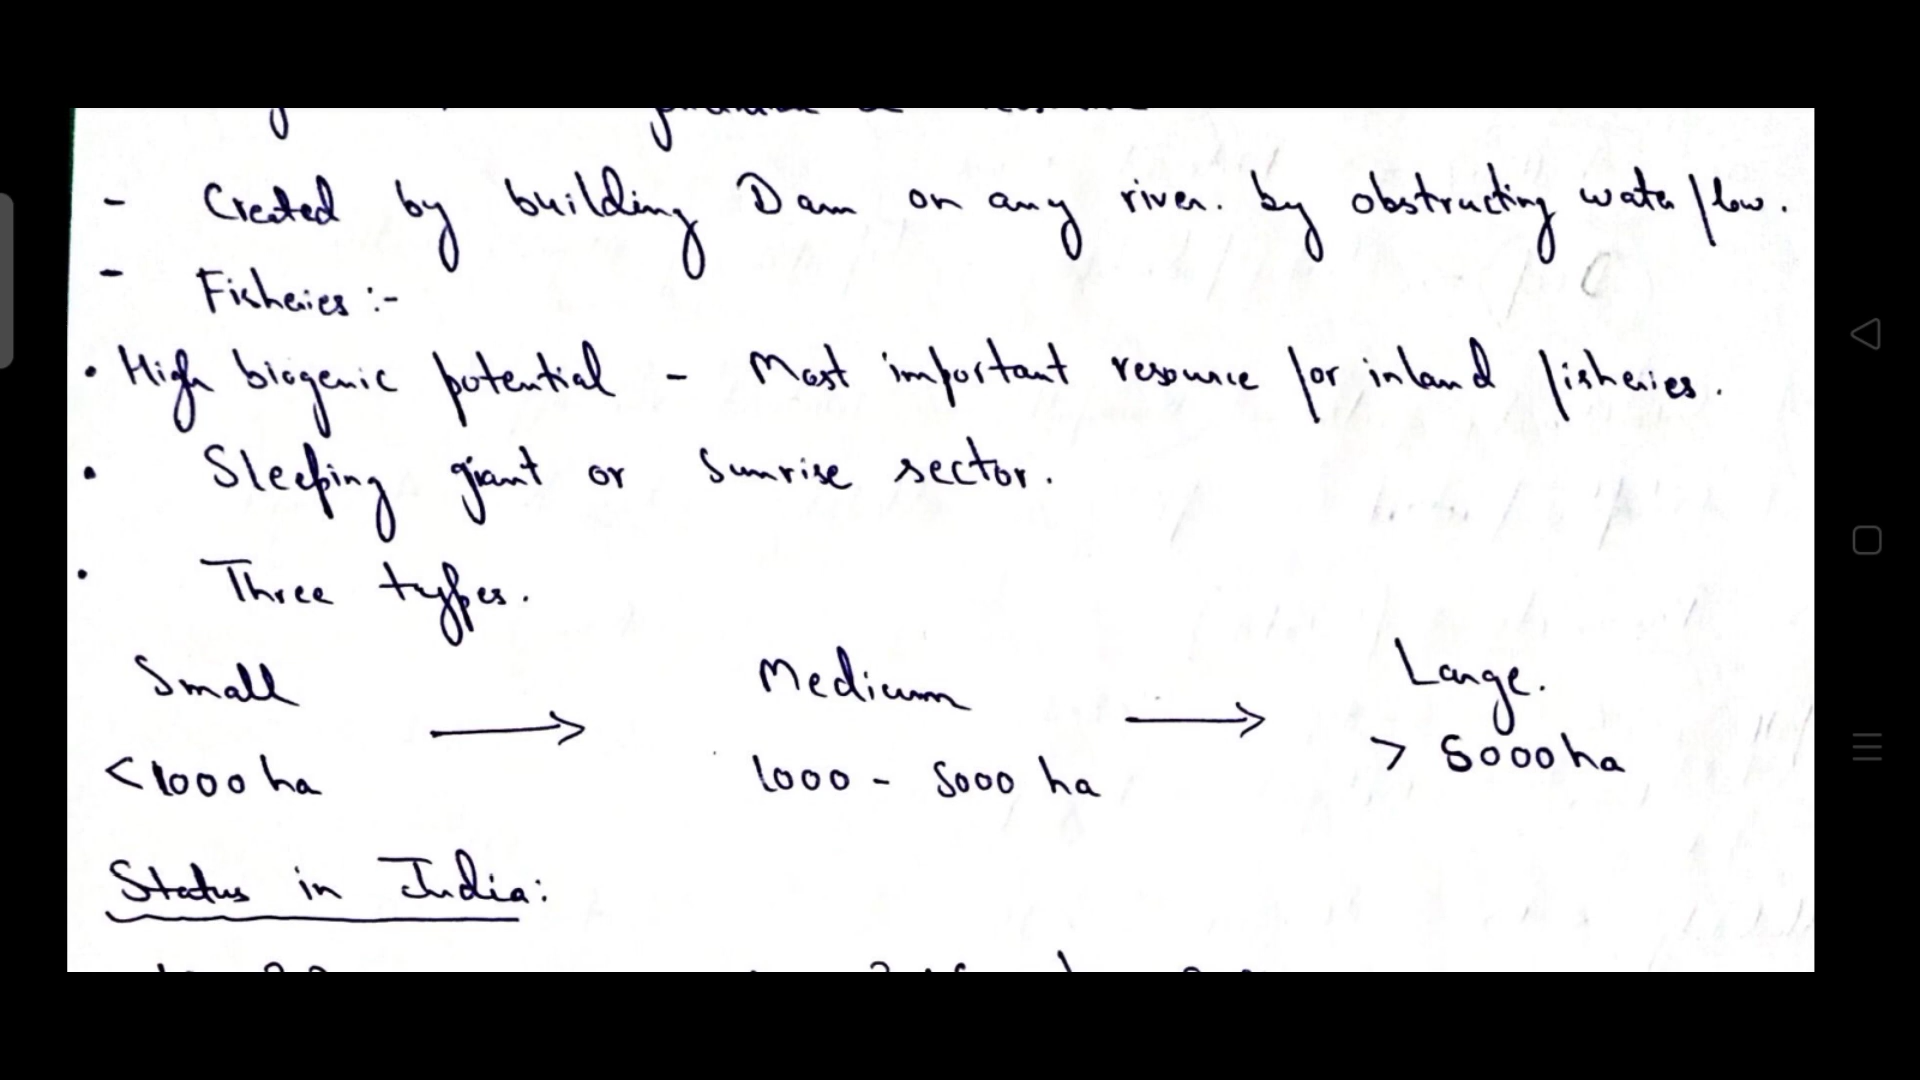 - Created by building Dam on any river. by obstructing water flow.
- Fisheries :-
• High biogenic potential - Most important resource for inland fisheries.
• Sleeping giant or Sunrise sector.
• Three types.
Small → Medium → Large.
<1000 ha 1000 - 5000 ha > 5000 ha
Status in India: